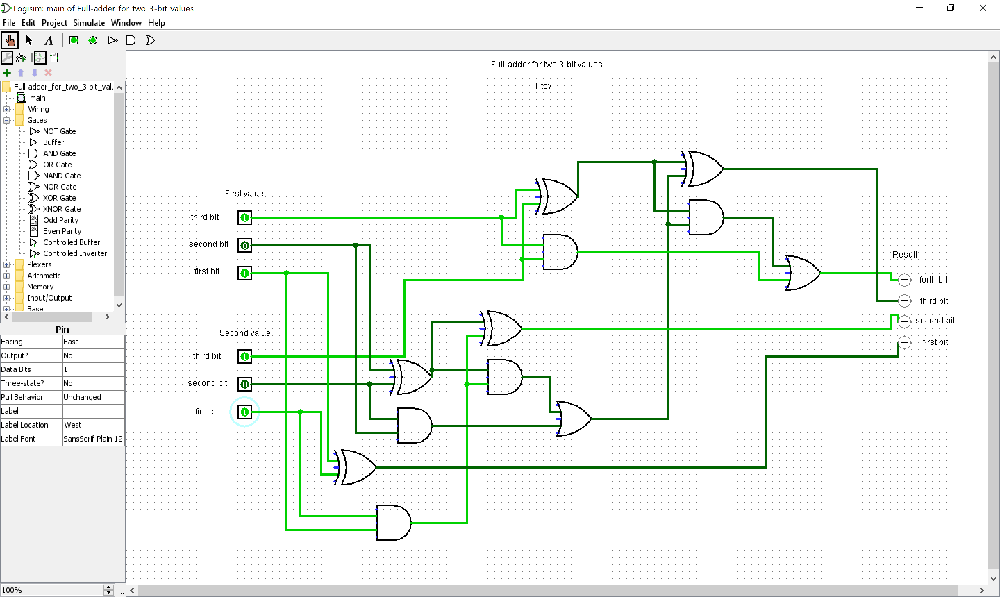 Logisim: main of Full-adder_for_two_3-bit_values
File Edit Project Simulate Window Help
A
Full-adder_for_two_3-bit_valu
main
Wiring
Gates
NOT Gate
Buffer
AND Gate
OR Gate
NAND Gate
NOR Gate
XOR Gate
XNOR Gate
2k+1 Odd Parity
2k Even Parity
Controlled Buffer
Controlled Inverter
Plexers
Arithmetic
Memory
Input/Output
Base
Pin
Facing East
Output? No
Data Bits 1
Three-state? No
Pull Behavior Unchanged
Label
Label Location West
Label Font SansSerif Plain 12
100%
Full-adder for two 3-bit values
Titov
First value
third bit 1
second bit 0
first bit 1
Second value
third bit 1
second bit 0
first bit 1
Result
forth bit
third bit
second bit
first bit